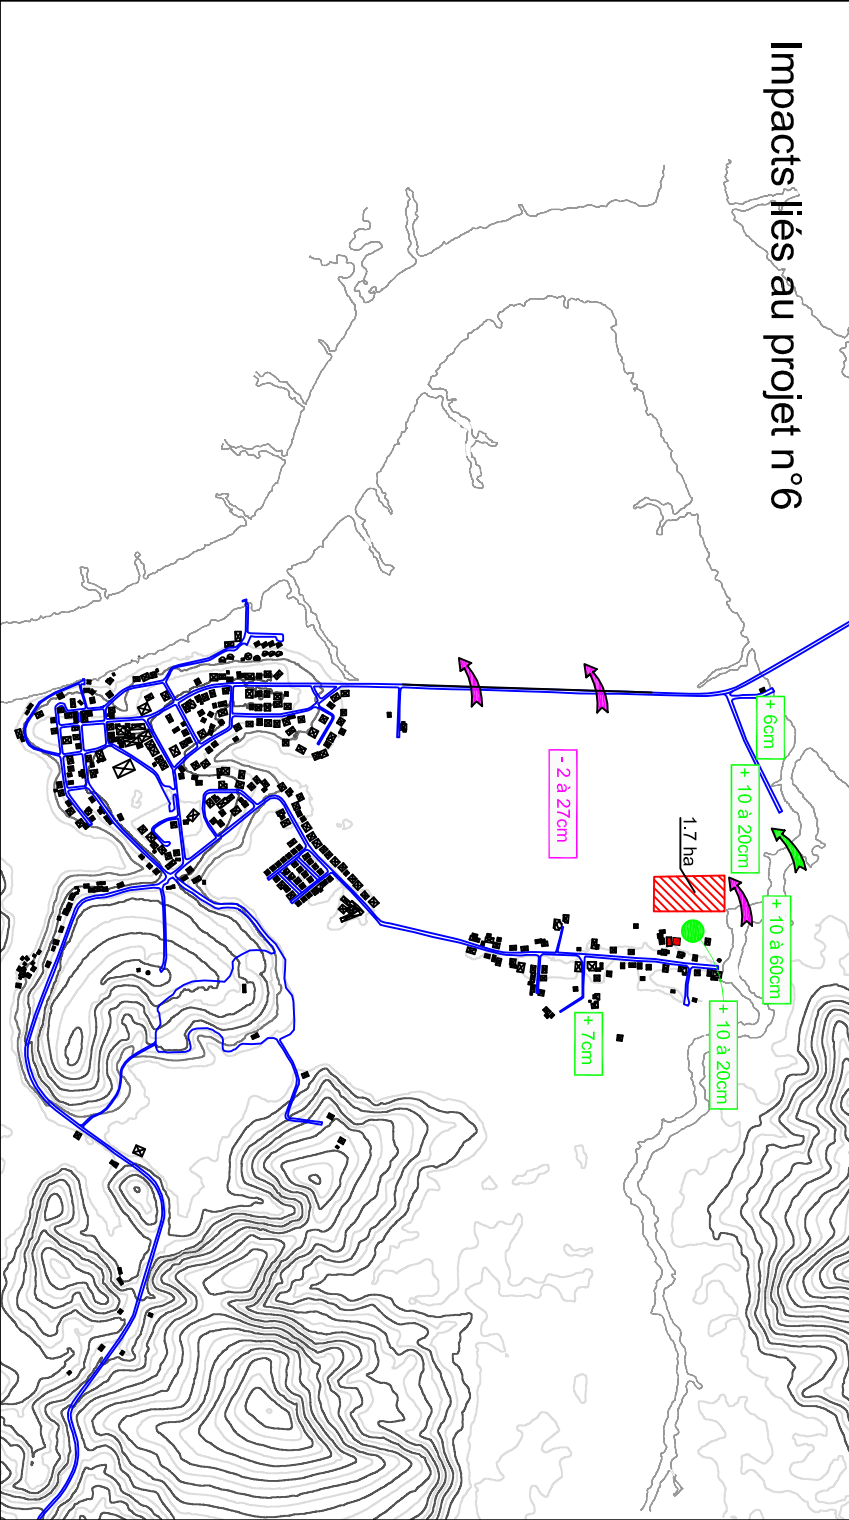 Impacts liés au projet n°6
+ 6cm
+ 10 à 20cm
+ 10 à 60cm
1.7 ha
+ 10 à 20cm
- 2 à 27cm
+ 7cm